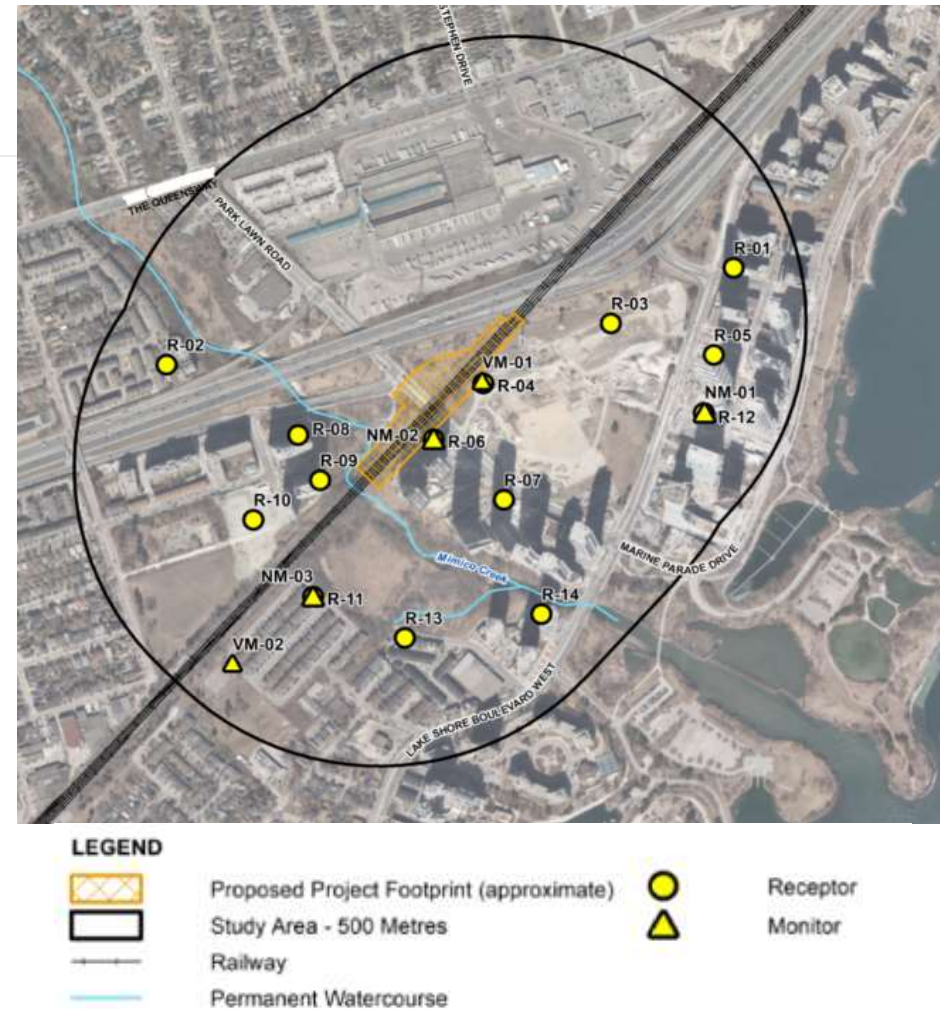 STEPHEN DRIVE
THE QUEENSWAY
PARK LAWN ROAD
R-01
R-03
R-02
R-05
VM-01
R-04
NM-01
R-12
R-08
NM-02
R-06
R-09
R-07
R-10
MARINE PARADE DRIVE
Mimico Creek
NM-03
R-11
R-14
R-13
VM-02
LAKE SHORE BOULEVARD WEST
LEGEND
Proposed Project Footprint (approximate)
Receptor
Study Area - 500 Metres
Monitor
Railway
Permanent Watercourse